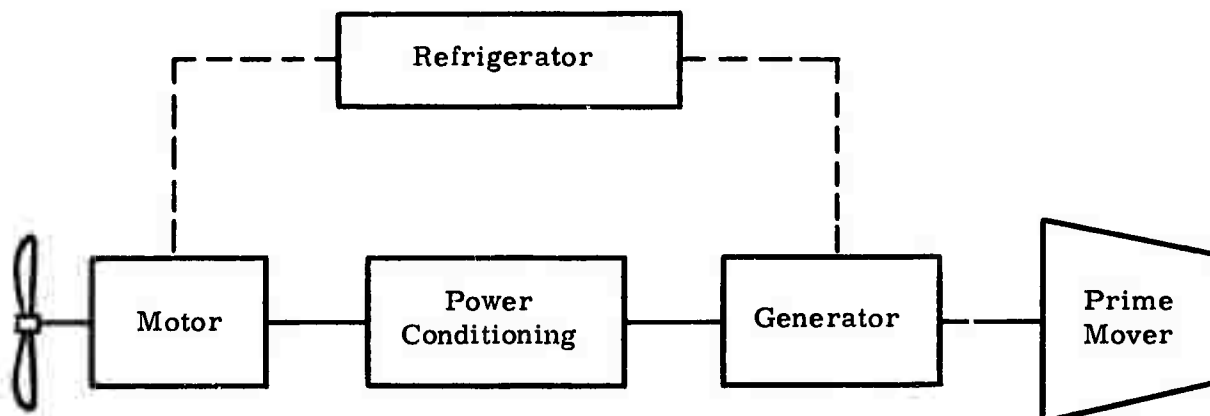 Refrigerator
Motor
Power
Conditioning
Generator
Prime
Mover